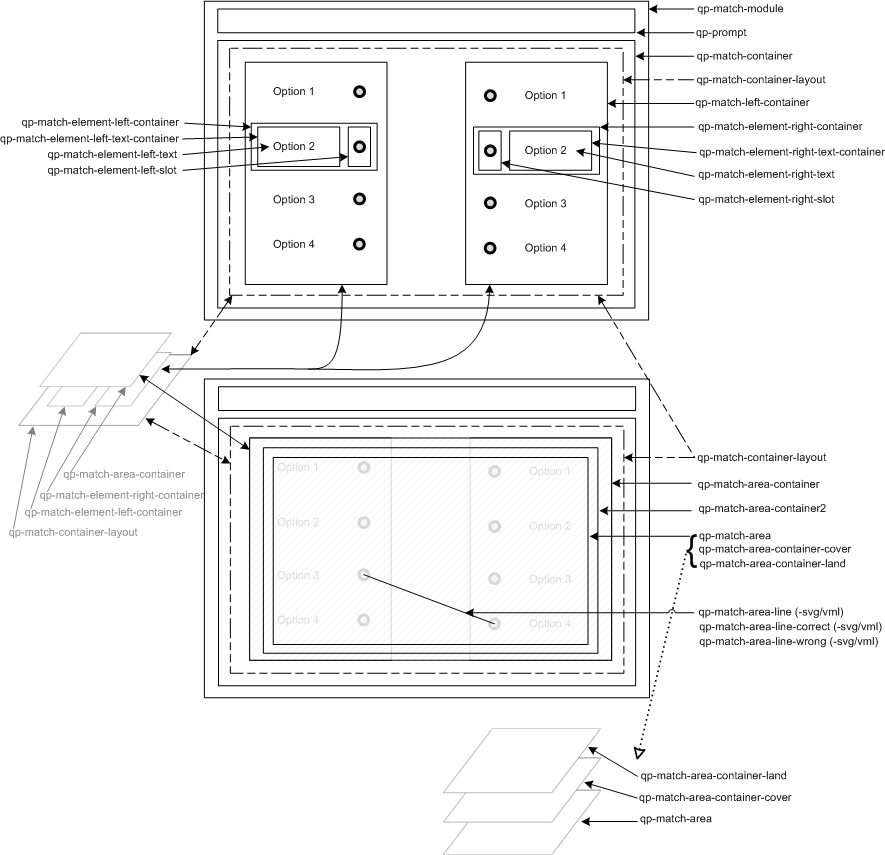 qp-match-module
qp-prompt
qp-match-container
qp-match-container-layout
qp-match-left-container
qp-match-element-right-container
qp-match-element-right-text-container
qp-match-element-right-text
qp-match-element-right-slot
qp-match-element-left-container
qp-match-element-left-text-container
qp-match-element-left-text
qp-match-element-left-slot
Option 1
Option 2
Option 3
Option 4
Option 1
Option 2
Option 3
Option 4
qp-match-area-container
qp-match-element-right-container
qp-match-element-left-container
qp-match-container-layout
Option 1
Option 2
Option 3
Option 4
Option 1
Option 2
Option 3
Option 4
qp-match-container-layout
qp-match-area-container
qp-match-area-container2
qp-match-area
qp-match-area-container-cover
qp-match-area-container-land
qp-match-area-line (-svg/vml)
qp-match-area-line-correct (-svg/vml)
qp-match-area-line-wrong (-svg/vml)
qp-match-area-container-land
qp-match-area-container-cover
qp-match-area